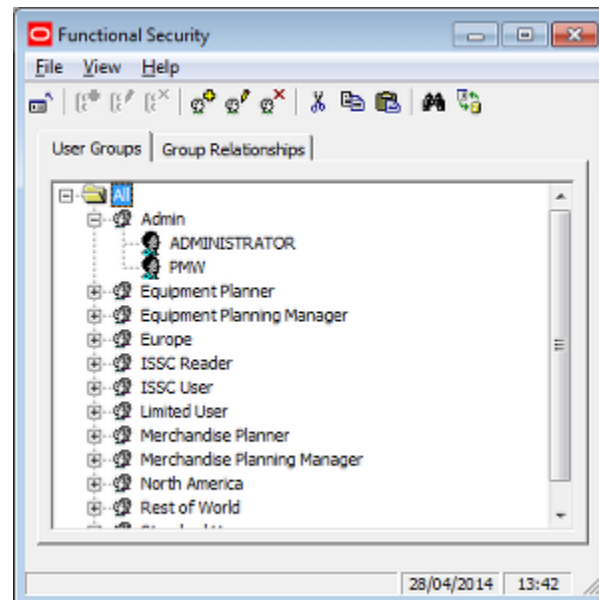 Functional Security
File View Help
User Groups Group Relationships
All
Admin
ADMINISTRATOR
PMW
Equipment Planner
Equipment Planning Manager
Europe
ISSC Reader
ISSC User
Limited User
Merchandise Planner
Merchandise Planning Manager
North America
Rest of World
28/04/2014 13:42